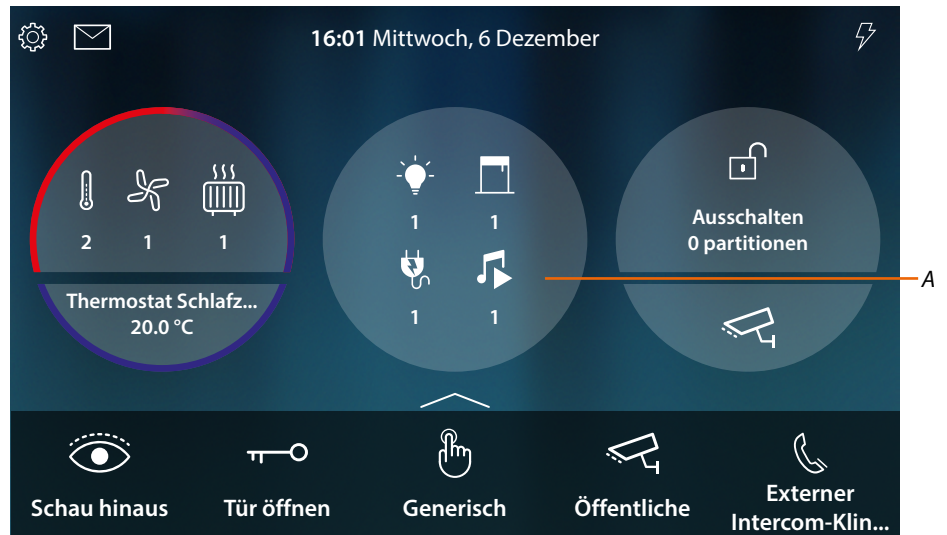 16:01 Mittwoch, 6 Dezember
2 1 1
Thermostat Schlafz...
20.0 °C
1 1
1 1
Ausschalten
0 partitionen
A
Schau hinaus
Tür öffnen
Generisch
Öffentliche
Externer
Intercom-Klin...